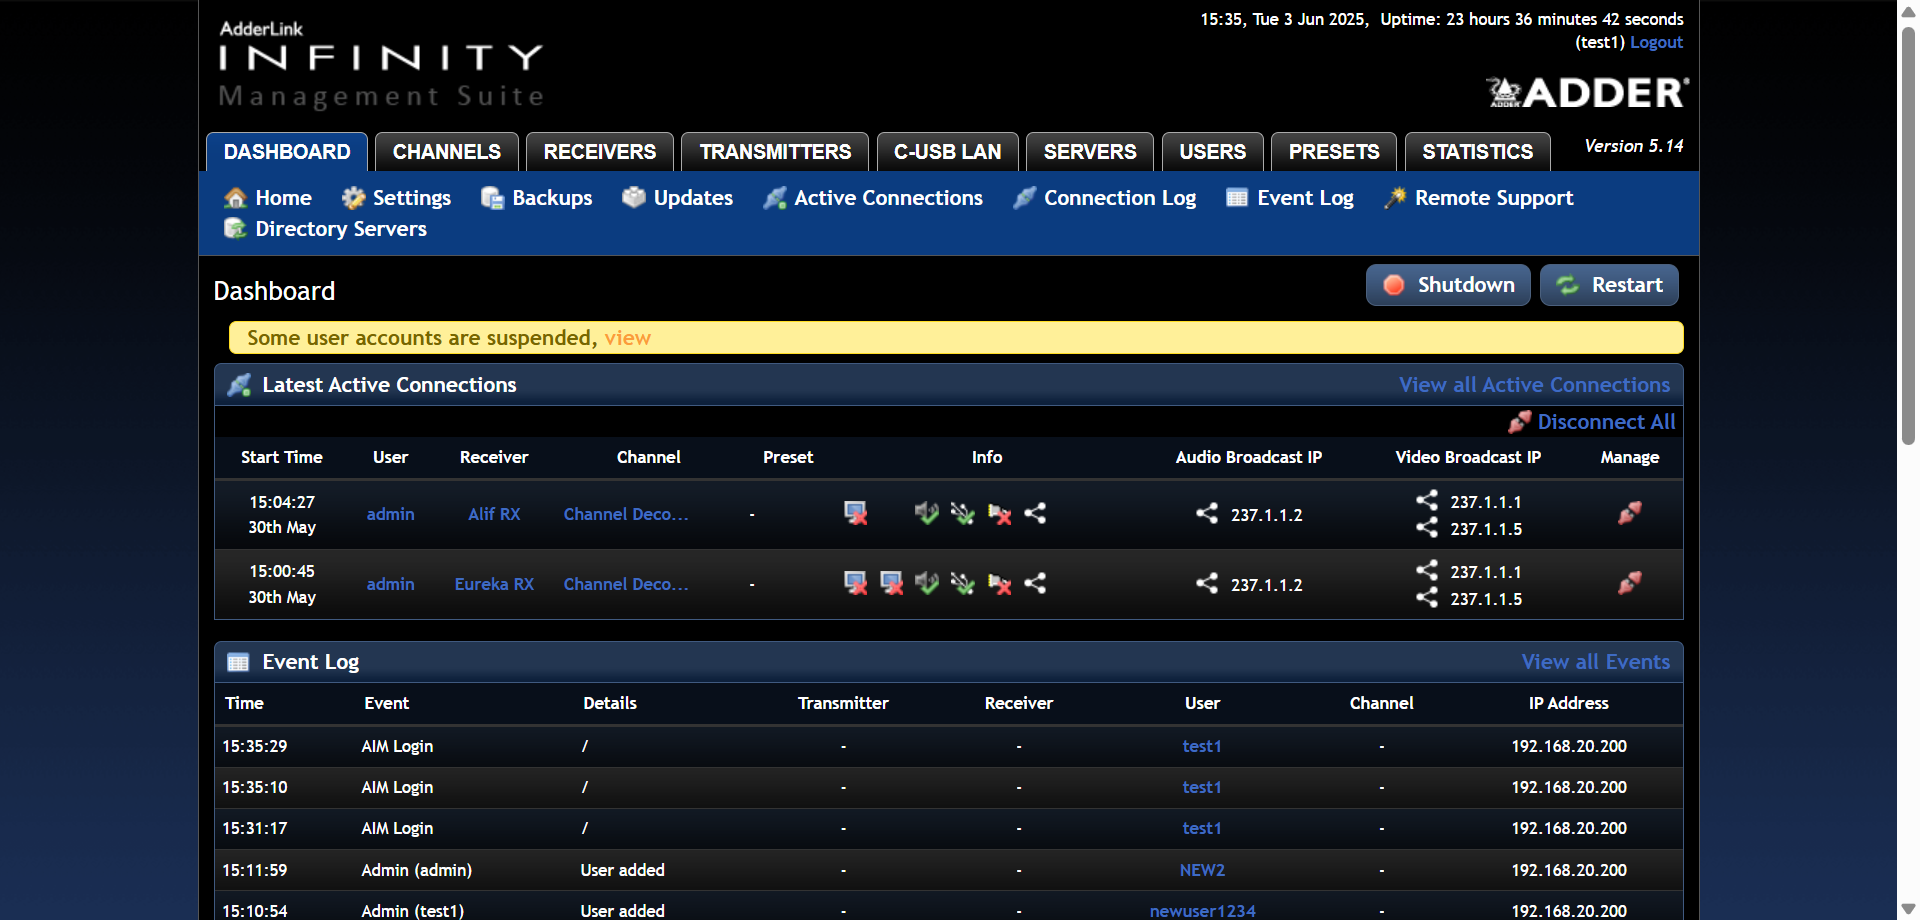 AdderLink
INFINITY
Management Suite
15:35, Tue 3 Jun 2025, Uptime: 23 hours 36 minutes 42 seconds
(test1) Logout
ADDER
Version 5.14
DASHBOARD CHANNELS RECEIVERS TRANSMITTERS C-USB LAN SERVERS USERS PRESETS STATISTICS
Home Settings Backups Updates Active Connections Connection Log Event Log Remote Support
Directory Servers
Dashboard
Shutdown Restart
Some user accounts are suspended, view
Latest Active Connections View all Active Connections
Disconnect All
Start Time User Receiver Channel Preset Info Audio Broadcast IP Video Broadcast IP Manage
15:04:27 237.1.1.1
admin Alif RX Channel Deco... - 237.1.1.2
30th May 237.1.1.5
15:00:45 237.1.1.1
admin Eureka RX Channel Deco... - 237.1.1.2
30th May 237.1.1.5
Event Log View all Events
Time Event Details Transmitter Receiver User Channel IP Address
15:35:29 AIM Login / - - test1 - 192.168.20.200
15:35:10 AIM Login / - - test1 - 192.168.20.200
15:31:17 AIM Login / - - test1 - 192.168.20.200
15:11:59 Admin (admin) User added - - NEW2 - 192.168.20.200
15:10:54 Admin (test1) User added - - newuser1234 - 192.168.20.200